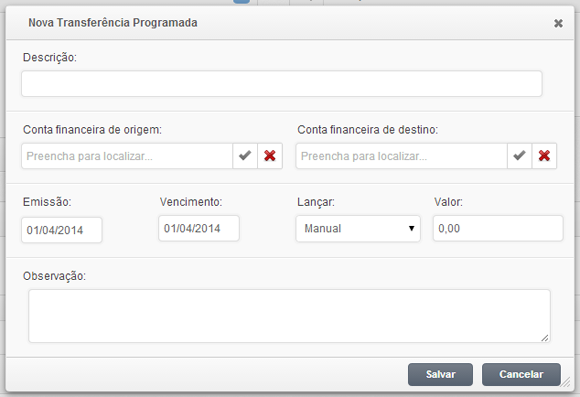 Nova Transferência Programada
Descrição:
Conta financeira de origem: Conta financeira de destino:
Preencha para localizar... Preencha para localizar...
Emissão: Vencimento: Lançar: Valor:
01/04/2014 01/04/2014 Manual 0,00
Observação:
Salvar Cancelar